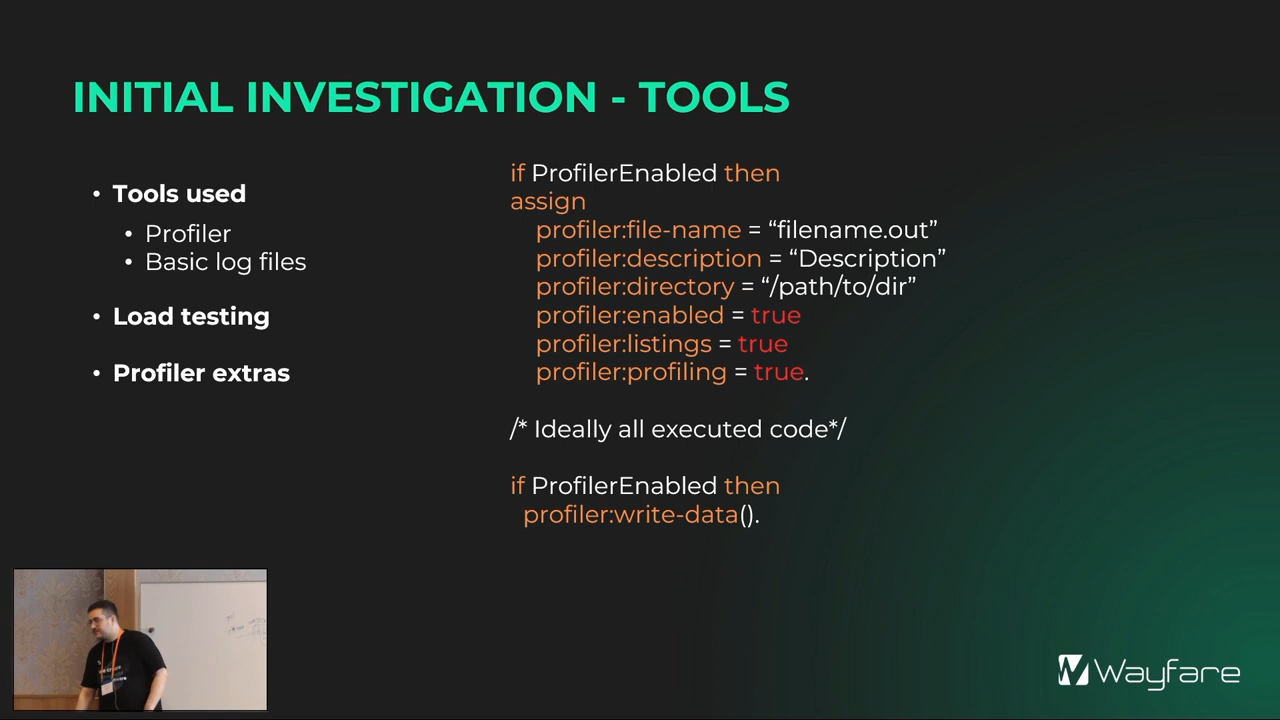 INITIAL INVESTIGATION - TOOLS
• Tools used
• Profiler
• Basic log files
• Load testing
• Profiler extras
if ProfilerEnabled then
assign
profiler:file-name = “filename.out”
profiler:description = “Description”
profiler:directory = “/path/to/dir”
profiler:enabled = true
profiler:listings = true
profiler:profiling = true.
/* Ideally all executed code*/
if ProfilerEnabled then
profiler:write-data().
Wayfare